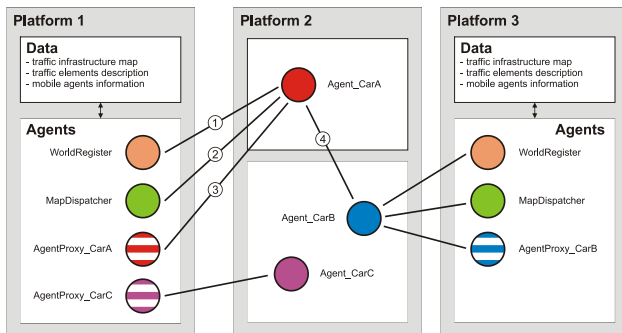 Platform 1
Data
- traffic infrastructure map
- traffic elements description
- mobile agents information
Agents
WorldRegister
MapDispatcher
AgentProxy_CarA
AgentProxy_CarC
1
2
3
Platform 2
Agent_CarA
4
Agent_CarB
Agent_CarC
Platform 3
Data
- traffic infrastructure map
- traffic elements description
- mobile agents information
Agents
WorldRegister
MapDispatcher
AgentProxy_CarB